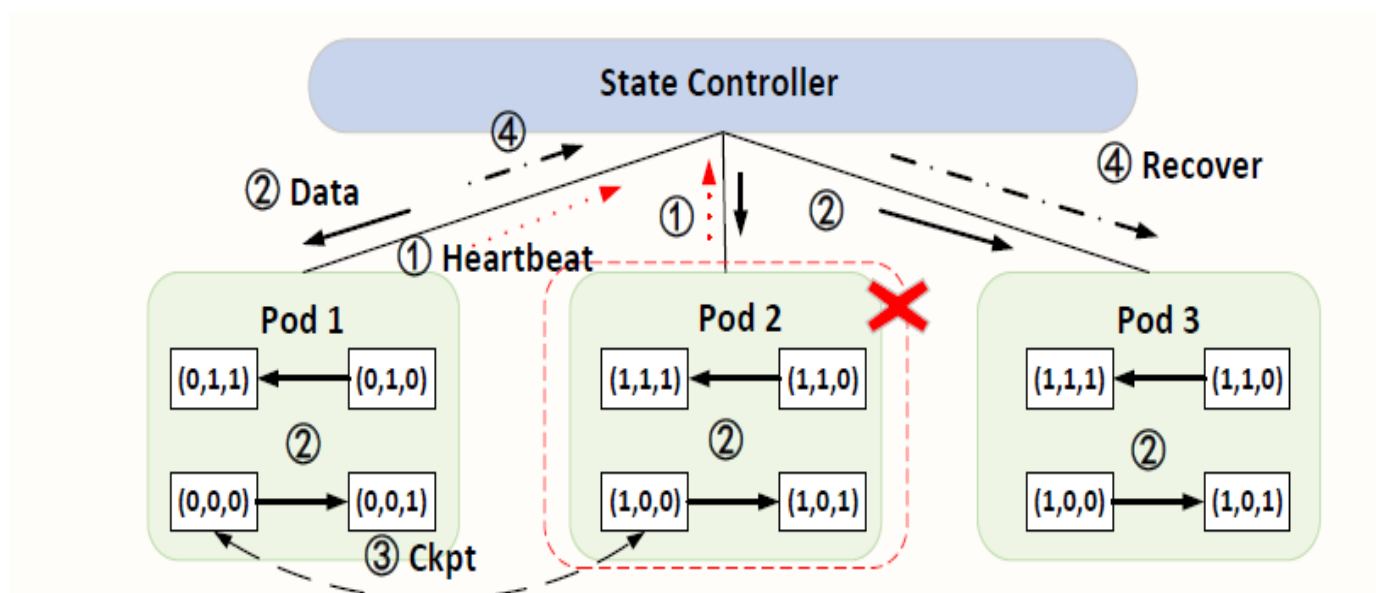 State Controller
④
② Data
④ Recover
① Heartbeat
①
②
Pod 1
Pod 2
Pod 3
(0,1,1)
(0,1,0)
(1,1,1)
(1,1,0)
(1,1,1)
(1,1,0)
②
②
②
(0,0,0)
(0,0,1)
(1,0,0)
(1,0,1)
(1,0,0)
(1,0,1)
③ Ckpt